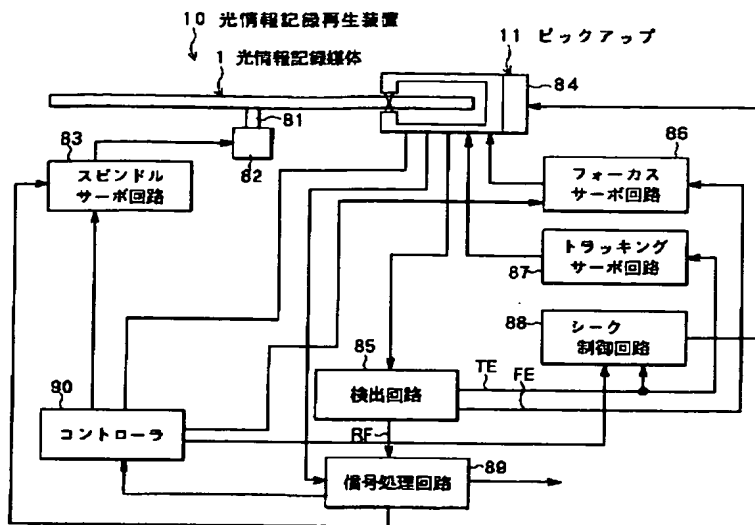 10 光情報記録再生装置
1 光情報記録媒体
11 ピックアップ
84
81
82
83
スピンドル
サーボ回路
86
フォーカス
サーボ回路
トラッキング
サーボ回路
87
88
シーク
制御回路
85
検出回路
TE
FE
RF
90
コントローラ
89
信号処理回路